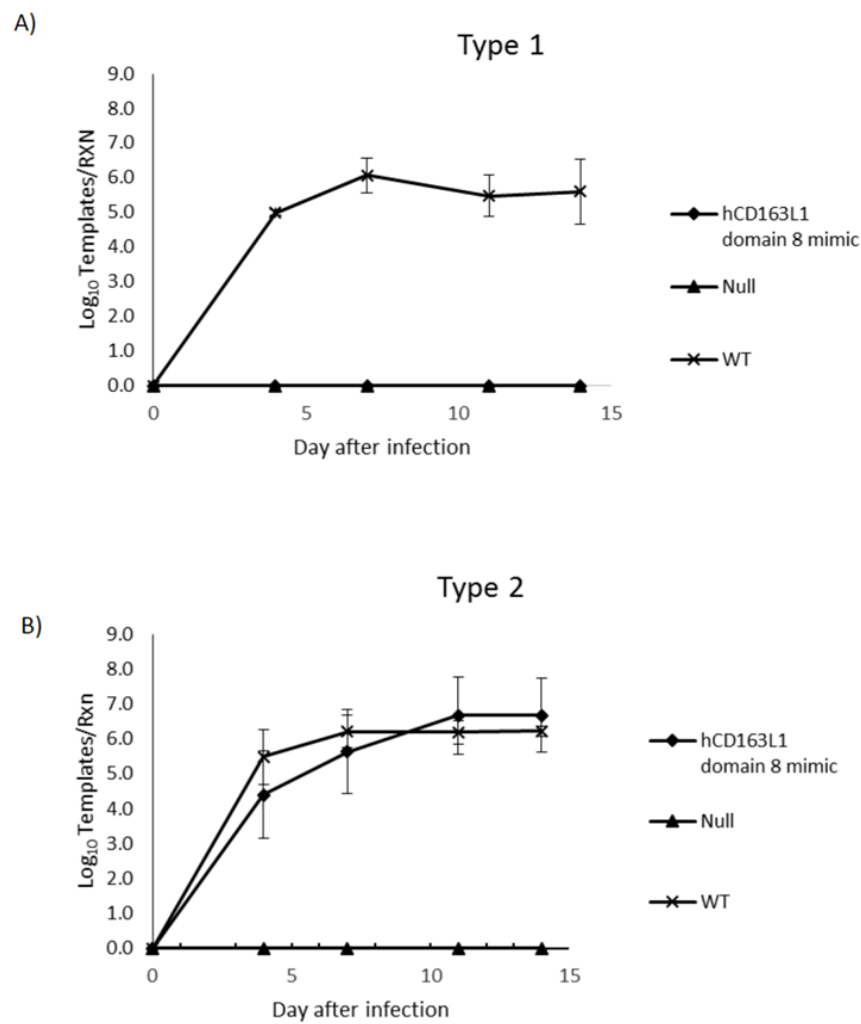 A)
Type 1
9.0
8.0
7.0
6.0
5.0
4.0
3.0
2.0
1.0
0.0
Log₁₀ Templates/RXN
0 5 10 15
Day after infection
hCD163L1
domain 8 mimic
Null
WT
B)
Type 2
9.0
8.0
7.0
6.0
5.0
4.0
3.0
2.0
1.0
0.0
Log₁₀ Templates/Rxn
0 5 10 15
Day after infection
hCD163L1
domain 8 mimic
Null
WT